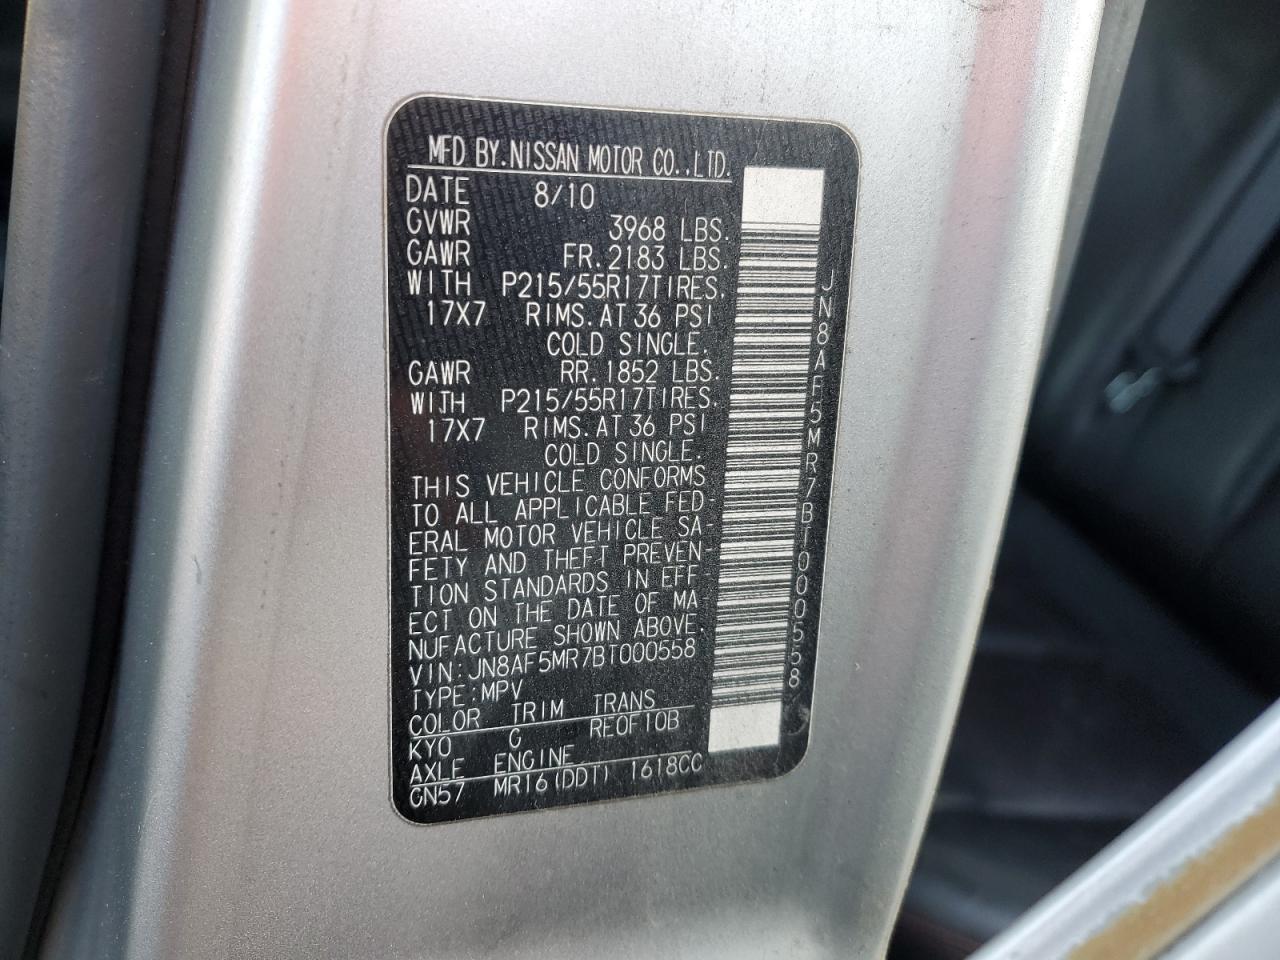 MFD BY.NISSAN MOTOR CO.,LTD.
DATE 8/10
GVWR 3968 LBS.
GAWR FR.2183 LBS.
WITH P215/55R17TIRES.
17X7 RIMS.AT 36 PSI
COLD SINGLE.
GAWR RR.1852 LBS.
WITH P215/55R17TIRES.
17X7 RIMS.AT 36 PSI
COLD SINGLE.
THIS VEHICLE CONFORMS
TO ALL APPLICABLE FED-
ERAL MOTOR VEHICLE SA-
FETY AND THEFT PREVEN-
TION STANDARDS IN EFF-
ECT ON THE DATE OF MA
NUFACTURE SHOWN ABOVE.
VIN:JN8AF5MR7BT000558
TYPE:MPV
COLOR TRIM TRANS
KY0 G RE0F10B
AXLE ENGINE
GN57 MR16(DDT) 1618CC
JN8AF5MR7BT000558